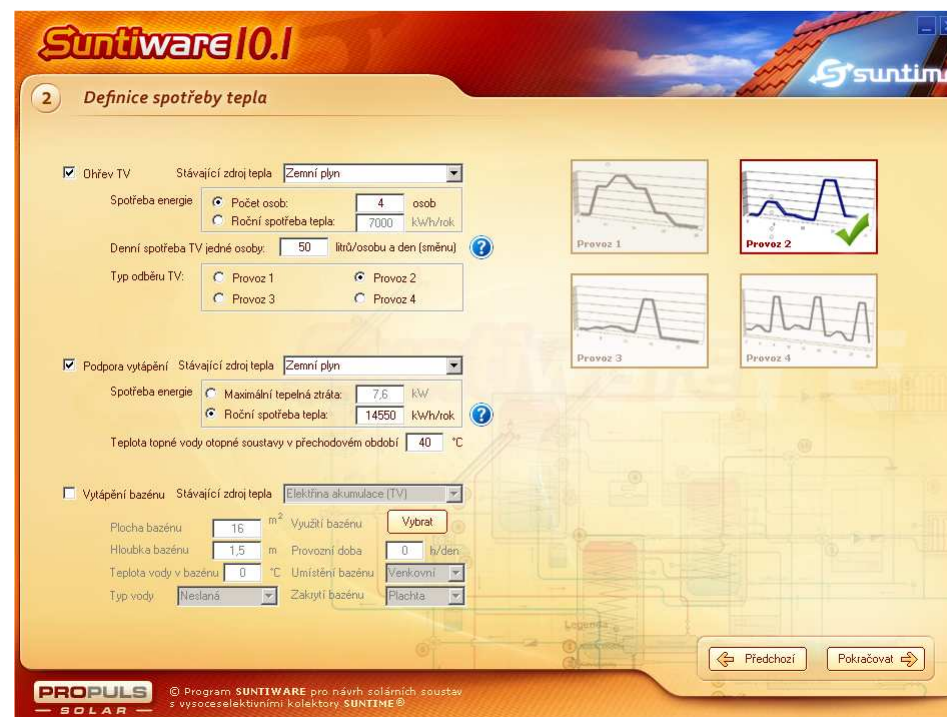 Suntiware 10.1
suntime
2 Definice spotřeby tepla
Ohřev TV Stávající zdroj tepla Zemní plyn
Spotřeba energie Počet osob: 4 osob
Roční spotřeba tepla: 7000 kWh/rok
Denní spotřeba TV jedné osoby: 50 litrů/osobu a den (směnu) ?
Typ odběru TV: Provoz 1 Provoz 2
Provoz 3 Provoz 4
Provoz 1 Provoz 2
Provoz 3 Provoz 4
Podpora vytápění Stávající zdroj tepla Zemní plyn
Spotřeba energie Maximální tepelná ztráta: 7,6 kW
Roční spotřeba tepla: 14550 kWh/rok ?
Teplota topné vody otopné soustavy v přechodovém období 40 °C
Vytápění bazénu Stávající zdroj tepla Elektřina akumulace (TV)
Plocha bazénu 16 m² Využití bazénu Vybrat
Hloubka bazénu 1,5 m Provozní doba 0 h/den
Teplota vody v bazénu 0 °C Umístění bazénu Venkovní
Typ vody Neslaná Zakrytí bazénu Plachta
Legenda
Předchozí Pokračovat
PROPULS
SOLAR
© Program SUNTIWARE pro návrh solárních soustav
s vysoceselektivními kolektory SUNTIME®